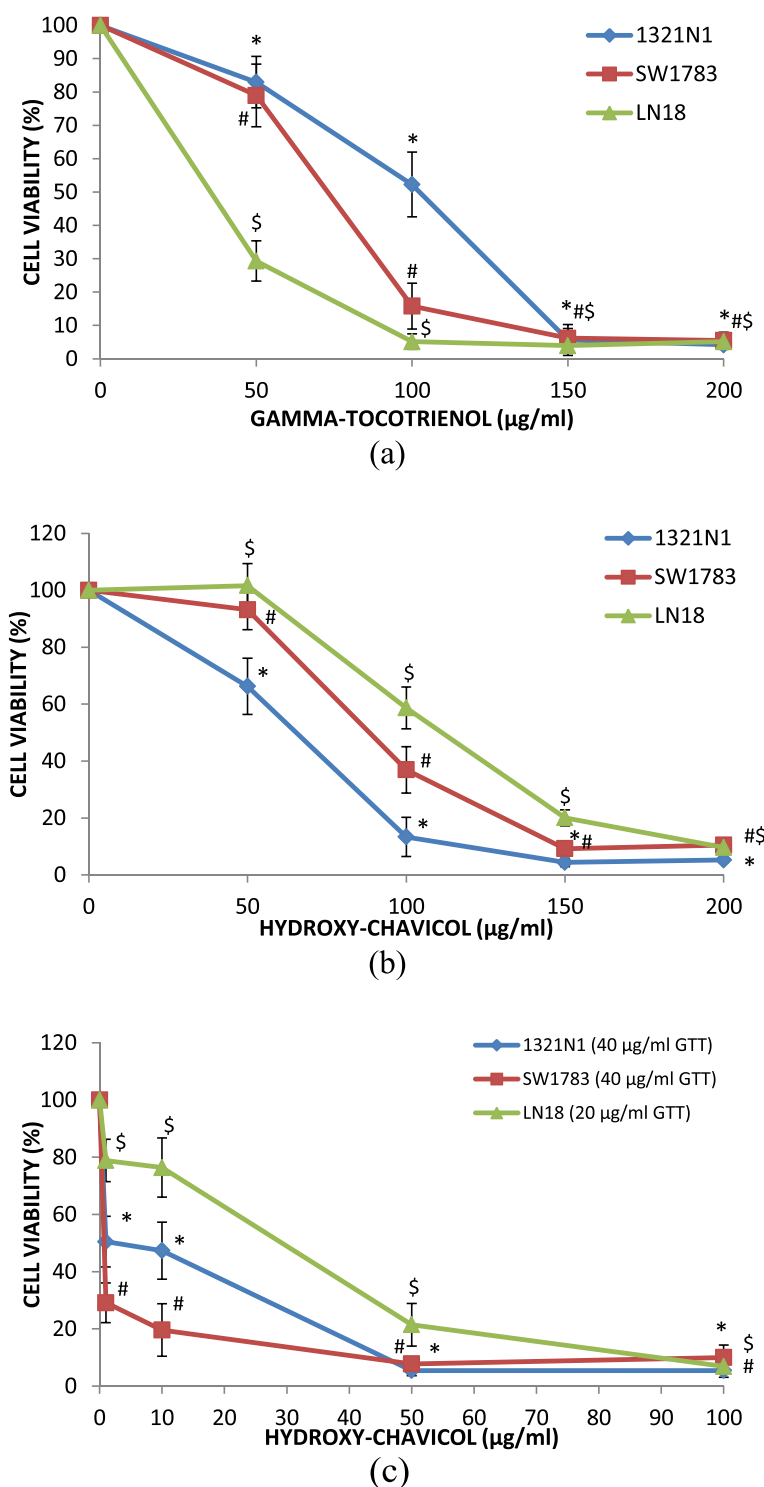 CELL VIABILITY (%)
100
90
80
70
60
50
40
30
20
10
0
1321N1
SW1783
LN18
*
#
$
*
#
$
*#$
*#$
0 50 100 150 200
GAMMA-TOCOTRIENOL (µg/ml)
(a)
CELL VIABILITY (%)
120
100
80
60
40
20
0
1321N1
SW1783
LN18
$
#
*
$
#
*
$
*#
#$
*
0 50 100 150 200
HYDROXY-CHAVICOL (µg/ml)
(b)
CELL VIABILITY (%)
120
100
80
60
40
20
0
1321N1 (40 µg/ml GTT)
SW1783 (40 µg/ml GTT)
LN18 (20 µg/ml GTT)
$
$
*
*
#
#
$
#
*
*
$
#
0 10 20 30 40 50 60 70 80 90 100
HYDROXY-CHAVICOL (µg/ml)
(c)